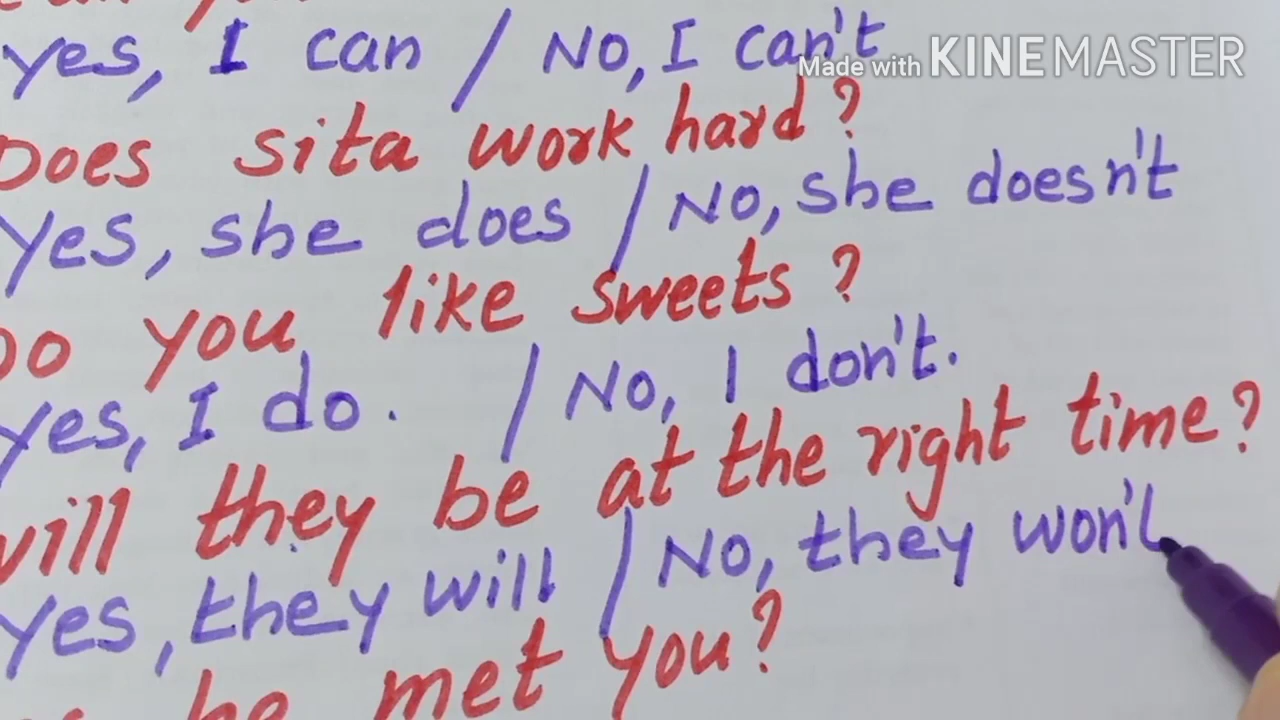 Yes, I can / No, I can't
Made with KINEMASTER
Does sita work hard ?
Yes, she does / No, she doesn't
Do you like sweets ?
Yes, I do. / No, I don't.
will they be at the right time ?
Yes, they will / No, they won'
he met you ?